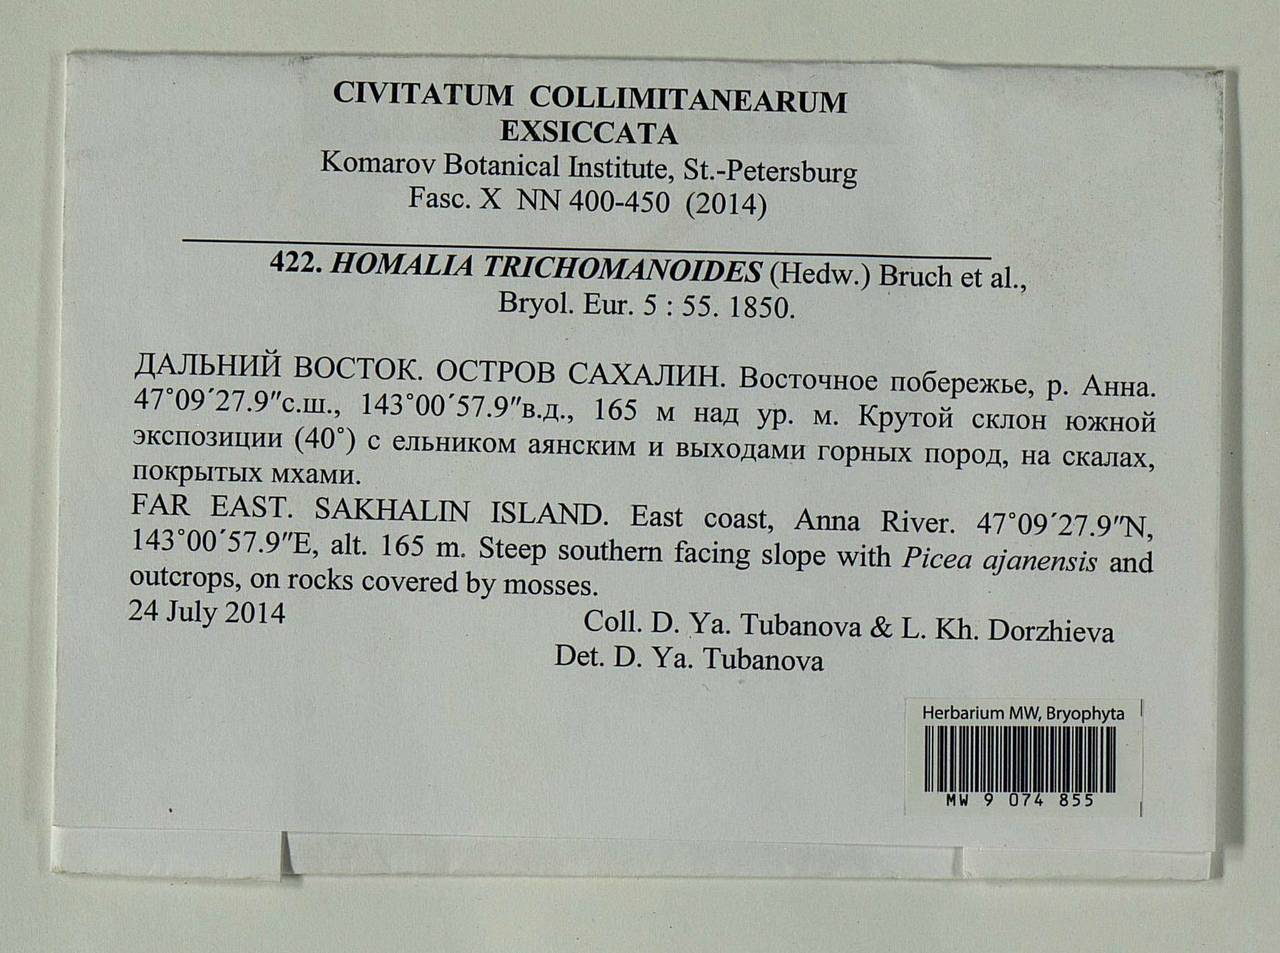 CIVITATUM COLLIMITANEARUM
EXSICCATA
Komarov Botanical Institute, St.-Petersburg
Fasc. X NN 400-450 (2014)
422. HOMALIA TRICHOMANOIDES (Hedw.) Bruch et al.,
Bryol. Eur. 5 : 55. 1850.
ДАЛЬНИЙ ВОСТОК. ОСТРОВ САХАЛИН. Восточное побережье, р. Анна.
47°09´27.9″с.ш., 143°00´57.9″в.д., 165 м над ур. м. Крутой склон южной
экспозиции (40°) с ельником аянским и выходами горных пород, на скалах,
покрытых мхами.
FAR EAST. SAKHALIN ISLAND. East coast, Anna River. 47°09´27.9″N,
143°00´57.9″E, alt. 165 m. Steep southern facing slope with Picea ajanensis and
outcrops, on rocks covered by mosses.
24 July 2014 Coll. D. Ya. Tubanova & L. Kh. Dorzhieva
Det. D. Ya. Tubanova
Herbarium MW, Bryophyta
MW 9 074 855